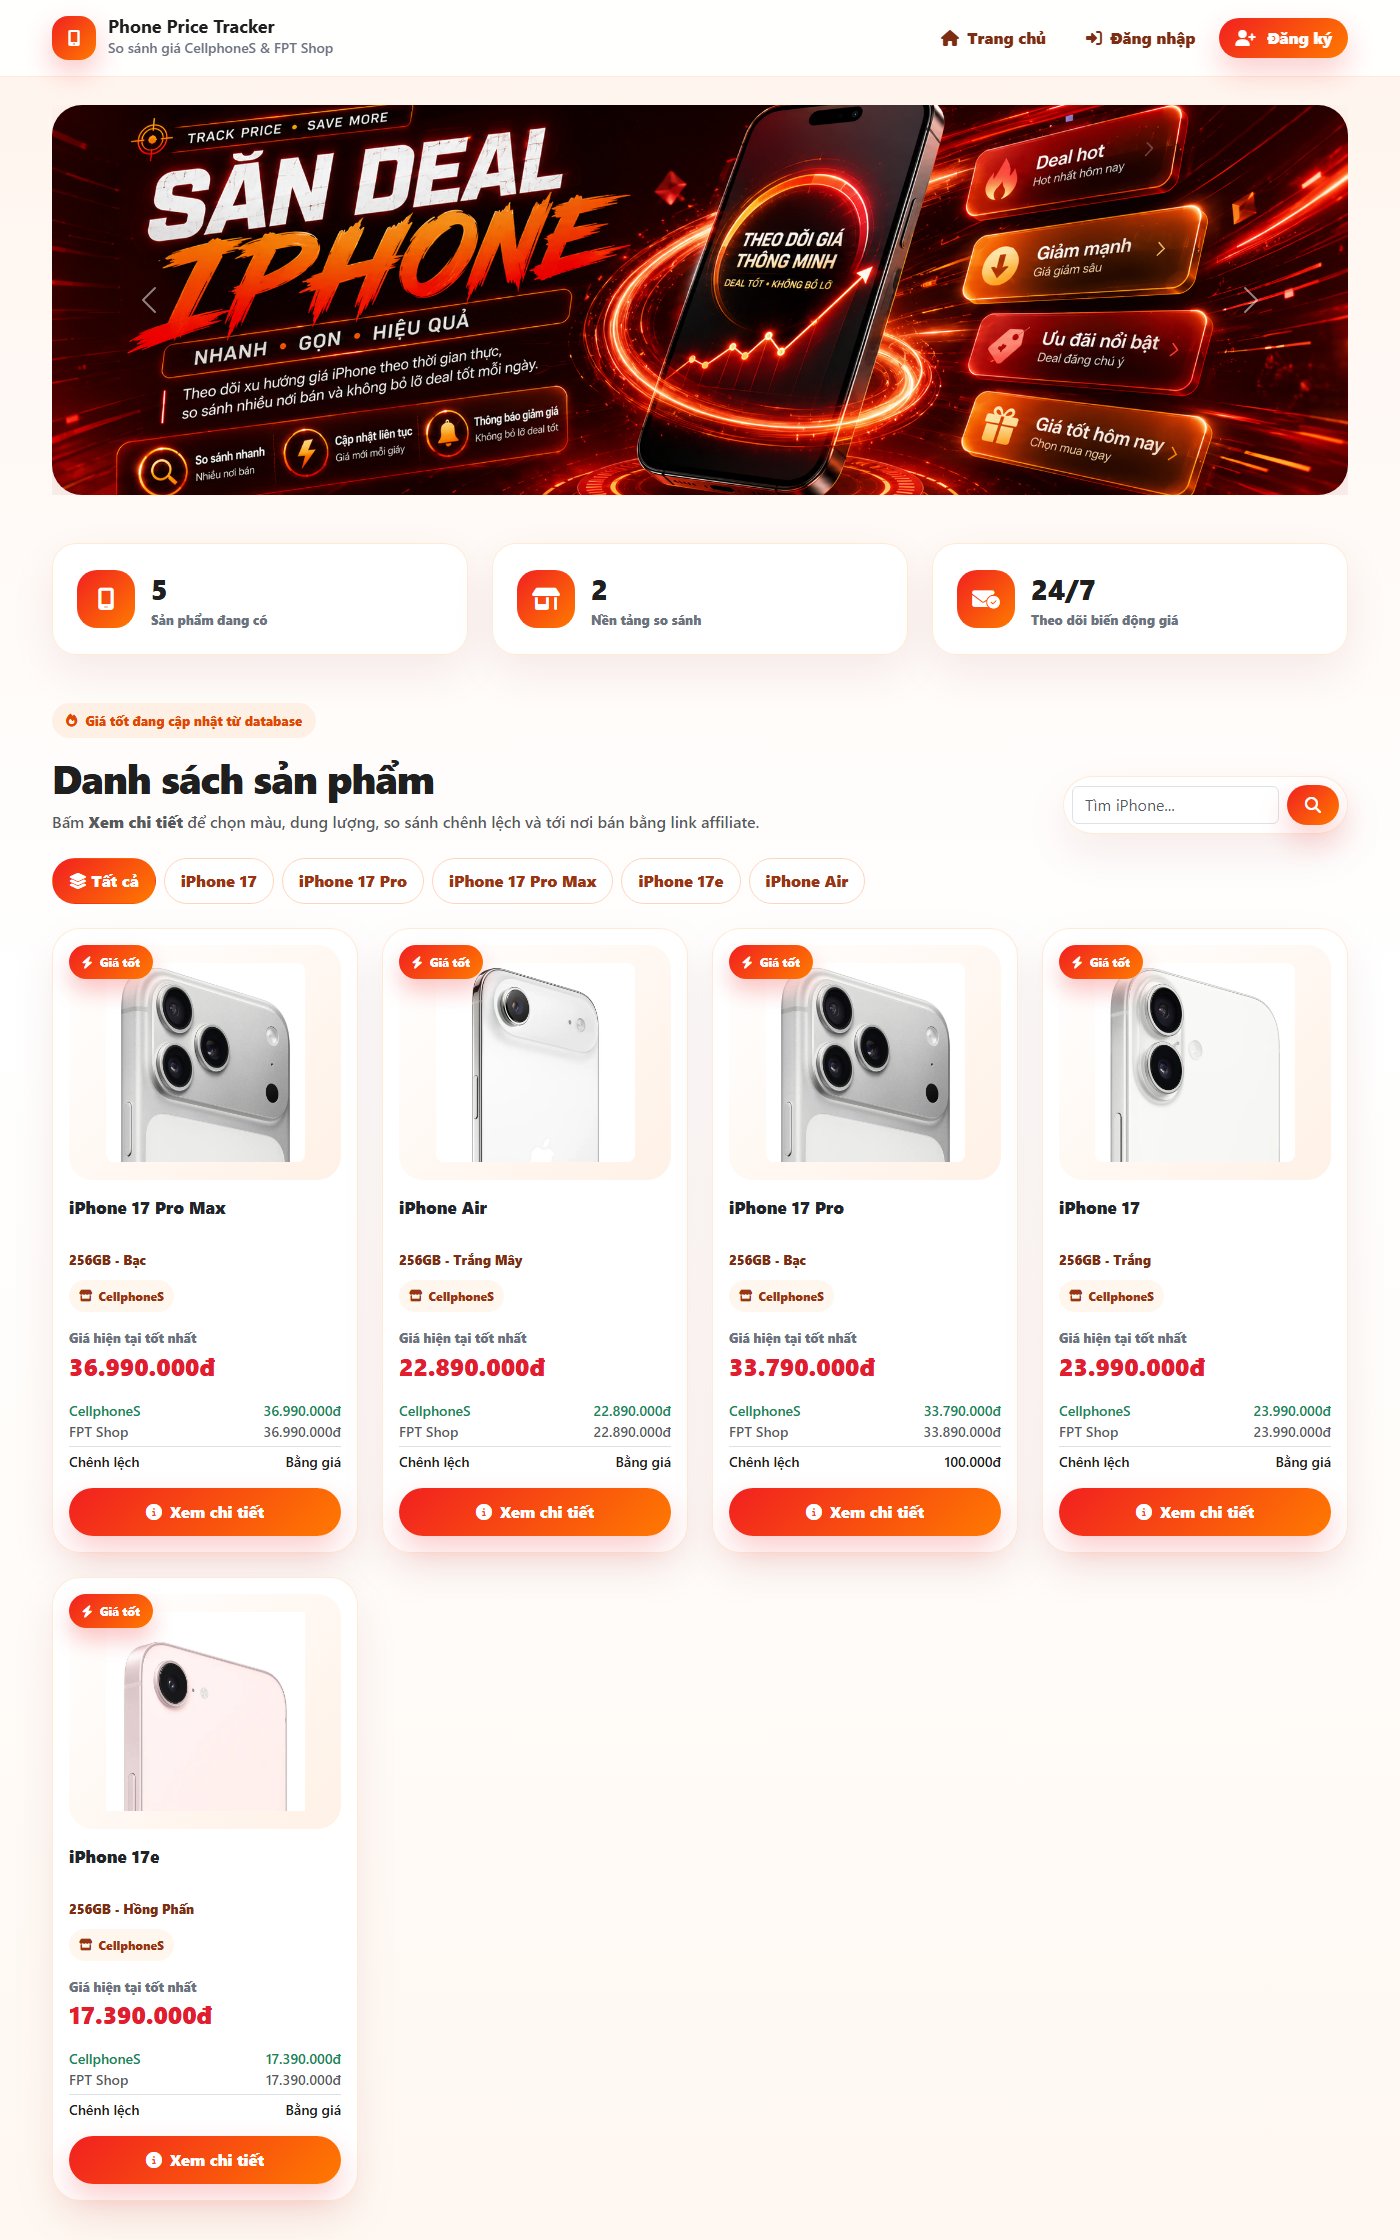 Phone Price Tracker
So sánh giá CellphoneS & FPT Shop
Trang chủ
Đăng nhập
Đăng ký
TRACK PRICE • SAVE MORE
SĂN DEAL
IPHONE
NHANH • GỌN • HIỆU QUẢ
Theo dõi xu hướng giá iPhone theo thời gian thực,
so sánh nhiều nơi bán và không bỏ lỡ deal tốt mỗi ngày.
So sánh nhanh
Nhiều nơi bán
Cập nhật liên tục
Giá mới mỗi giây
Thông báo giảm giá
Không bỏ lỡ deal tốt
THEO DÕI GIÁ
THÔNG MINH
DEAL TỐT • KHÔNG BỎ LỠ
Deal hot
Hot nhất hôm nay
Giảm mạnh
Giá giảm sâu
Ưu đãi nổi bật
Deal đáng chú ý
Giá tốt hôm nay
Chọn mua ngay
5
Sản phẩm đang có
2
Nền tảng so sánh
24/7
Theo dõi biến động giá
Giá tốt đang cập nhật từ database
Danh sách sản phẩm
Bấm Xem chi tiết để chọn màu, dung lượng, so sánh chênh lệch và tới nơi bán bằng link affiliate.
Tìm iPhone...
Tất cả
iPhone 17
iPhone 17 Pro
iPhone 17 Pro Max
iPhone 17e
iPhone Air
Giá tốt
iPhone 17 Pro Max
256GB - Bạc
CellphoneS
Giá hiện tại tốt nhất
36.990.000đ
CellphoneS 36.990.000đ
FPT Shop 36.990.000đ
Chênh lệch Bằng giá
Xem chi tiết
Giá tốt
iPhone Air
256GB - Trắng Mây
CellphoneS
Giá hiện tại tốt nhất
22.890.000đ
CellphoneS 22.890.000đ
FPT Shop 22.890.000đ
Chênh lệch Bằng giá
Xem chi tiết
Giá tốt
iPhone 17 Pro
256GB - Bạc
CellphoneS
Giá hiện tại tốt nhất
33.790.000đ
CellphoneS 33.790.000đ
FPT Shop 33.890.000đ
Chênh lệch 100.000đ
Xem chi tiết
Giá tốt
iPhone 17
256GB - Trắng
CellphoneS
Giá hiện tại tốt nhất
23.990.000đ
CellphoneS 23.990.000đ
FPT Shop 23.990.000đ
Chênh lệch Bằng giá
Xem chi tiết
Giá tốt
iPhone 17e
256GB - Hồng Phấn
CellphoneS
Giá hiện tại tốt nhất
17.390.000đ
CellphoneS 17.390.000đ
FPT Shop 17.390.000đ
Chênh lệch Bằng giá
Xem chi tiết